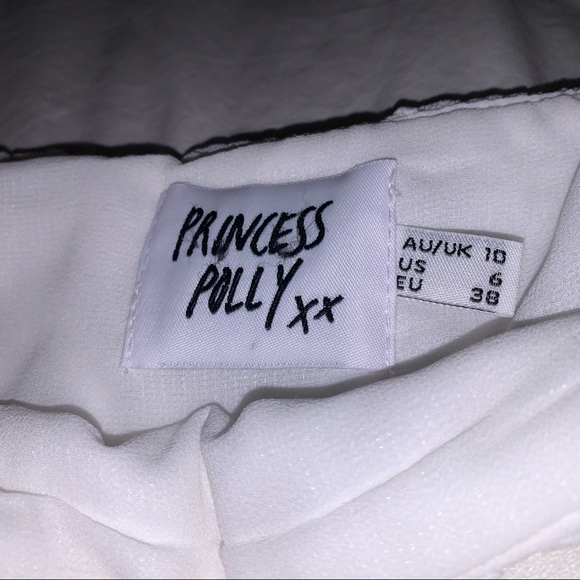 PRINCESS
POLLY xx
AU/UK 10
US 6
EU 38